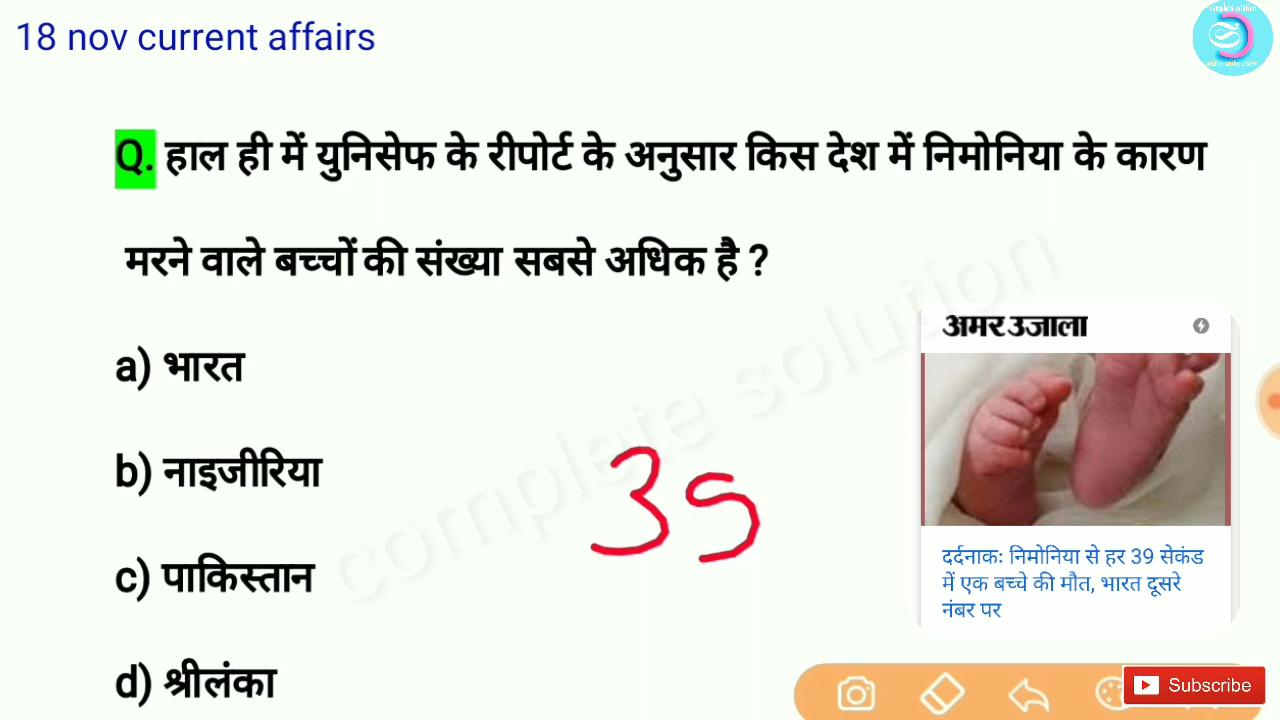 18 nov current affairs
Q. हाल ही में युनिसेफ के रीपोर्ट के अनुसार किस देश में निमोनिया के कारण
मरने वाले बच्चों की संख्या सबसे अधिक है ?
a) भारत
b) नाइजीरिया
c) पाकिस्तान
d) श्रीलंका
complete solution
39
अमर उजाला
दर्दनाकः निमोनिया से हर 39 सेकंड
में एक बच्चे की मौत, भारत दूसरे
नंबर पर
Subscribe